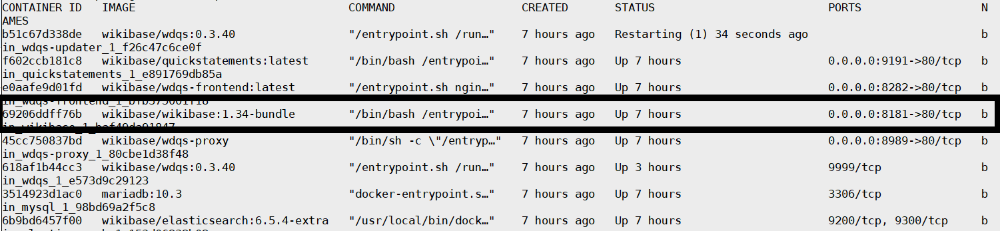 CONTAINER ID IMAGE COMMAND CREATED STATUS PORTS N
AMES
b51c67d338de wikibase/wdqs:0.3.40 "/entrypoint.sh /run…" 7 hours ago Restarting (1) 34 seconds ago b
in_wdqs-updater_1_f26c47c6ce0f
f602ccb181c8 wikibase/quickstatements:latest "/bin/bash /entrypoi…" 7 hours ago Up 7 hours 0.0.0.0:9191->80/tcp b
in_quickstatements_1_e891769db85a
e0aafe9d01fd wikibase/wdqs-frontend:latest "/entrypoint.sh ngin…" 7 hours ago Up 7 hours 0.0.0.0:8282->80/tcp b
69206ddff76b wikibase/wikibase:1.34-bundle "/bin/bash /entrypoi…" 7 hours ago Up 7 hours 0.0.0.0:8181->80/tcp b
45cc750837bd wikibase/wdqs-proxy "/bin/sh -c \"/entryp…" 7 hours ago Up 7 hours 0.0.0.0:8989->80/tcp b
in_wdqs-proxy_1_80cbe1d38f48
618af1b44cc3 wikibase/wdqs:0.3.40 "/entrypoint.sh /run…" 7 hours ago Up 3 hours 9999/tcp b
in_wdqs_1_e573d9c29123
3514923d1ac0 mariadb:10.3 "docker-entrypoint.s…" 7 hours ago Up 7 hours 3306/tcp b
in_mysql_1_98bd69a2f5c8
6b9bd6457f00 wikibase/elasticsearch:6.5.4-extra "/usr/local/bin/dock…" 7 hours ago Up 7 hours 9200/tcp, 9300/tcp b